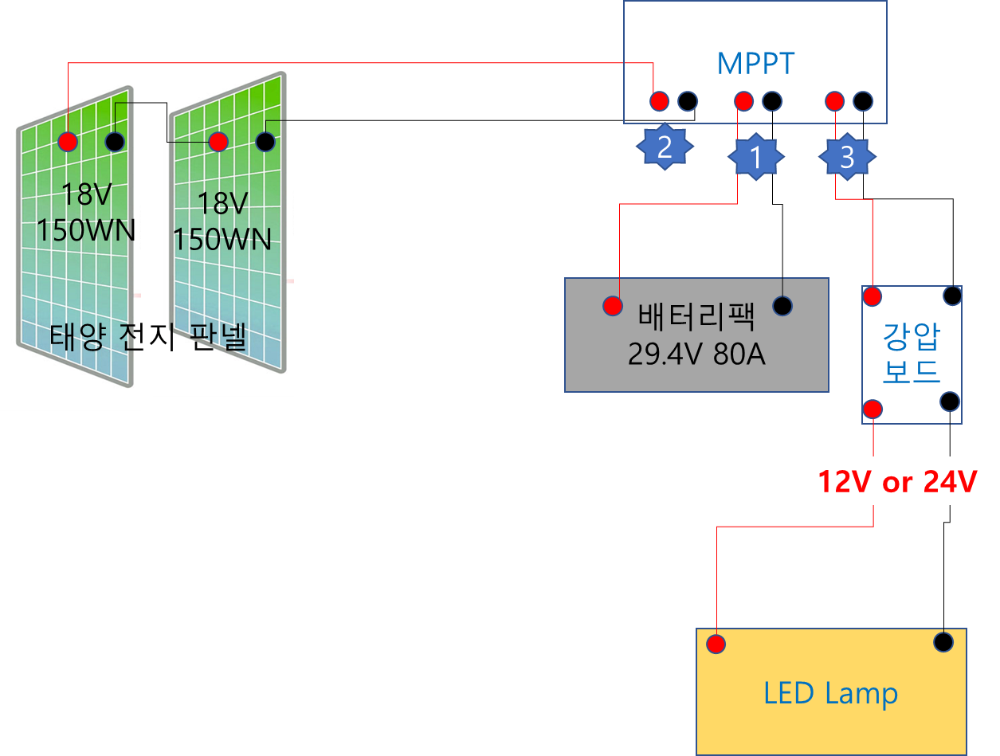 MPPT
2
1
3
18V
150WN
18V
150WN
태양 전지 판넬
배터리팩
29.4V 80A
강압
보드
12V or 24V
LED Lamp